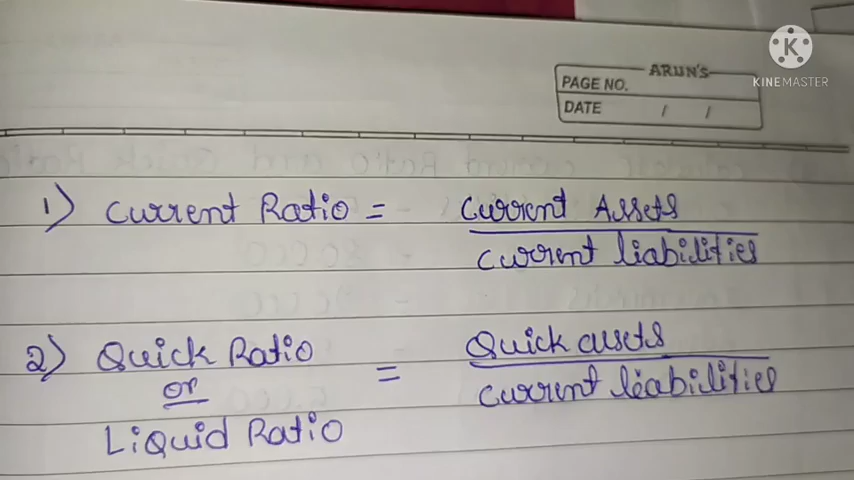 ARUN'S
PAGE NO.
DATE / /
KINEMASTER
1) Current Ratio = Current Assets
Current liabilities
2) Quick Ratio
or
Liquid Ratio
= Quick assets
Current liabilities